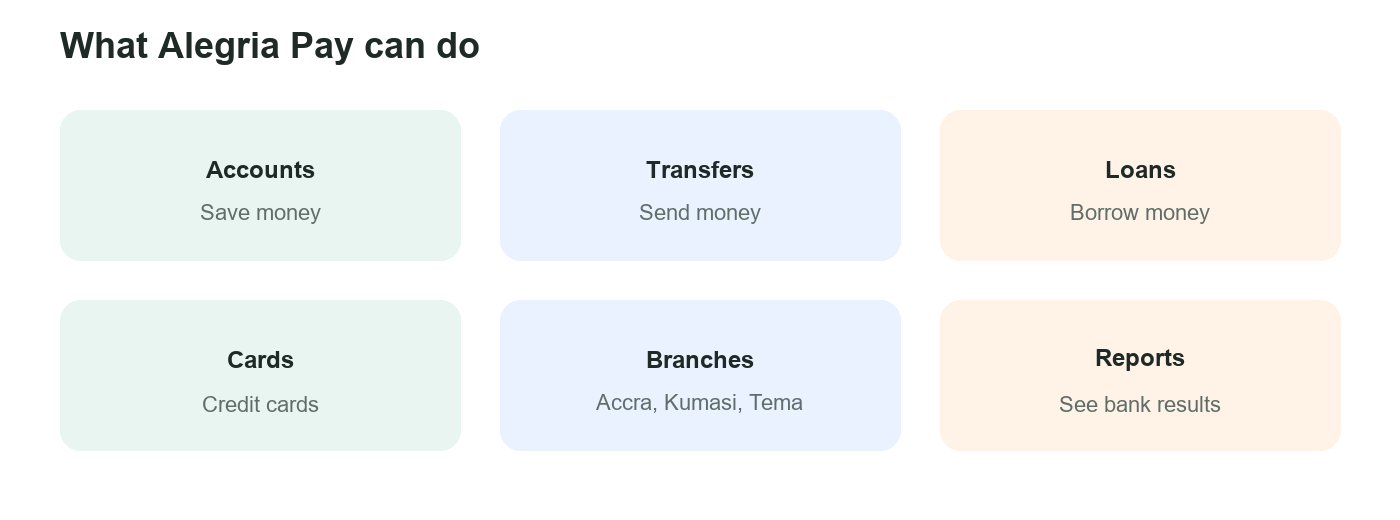 What Alegria Pay can do
Accounts
Save money
Transfers
Send money
Loans
Borrow money
Cards
Credit cards
Branches
Accra, Kumasi, Tema
Reports
See bank results